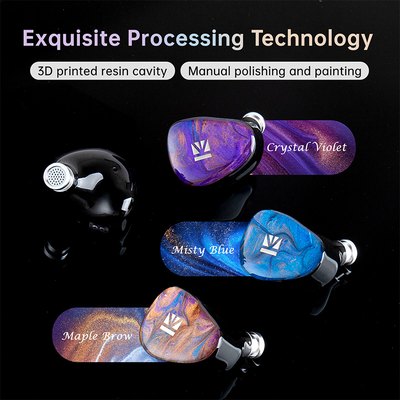 Exquisite Processing Technology
3D printed resin cavity
Manual polishing and painting
Crystal Violet
Misty Blue
Maple Brow